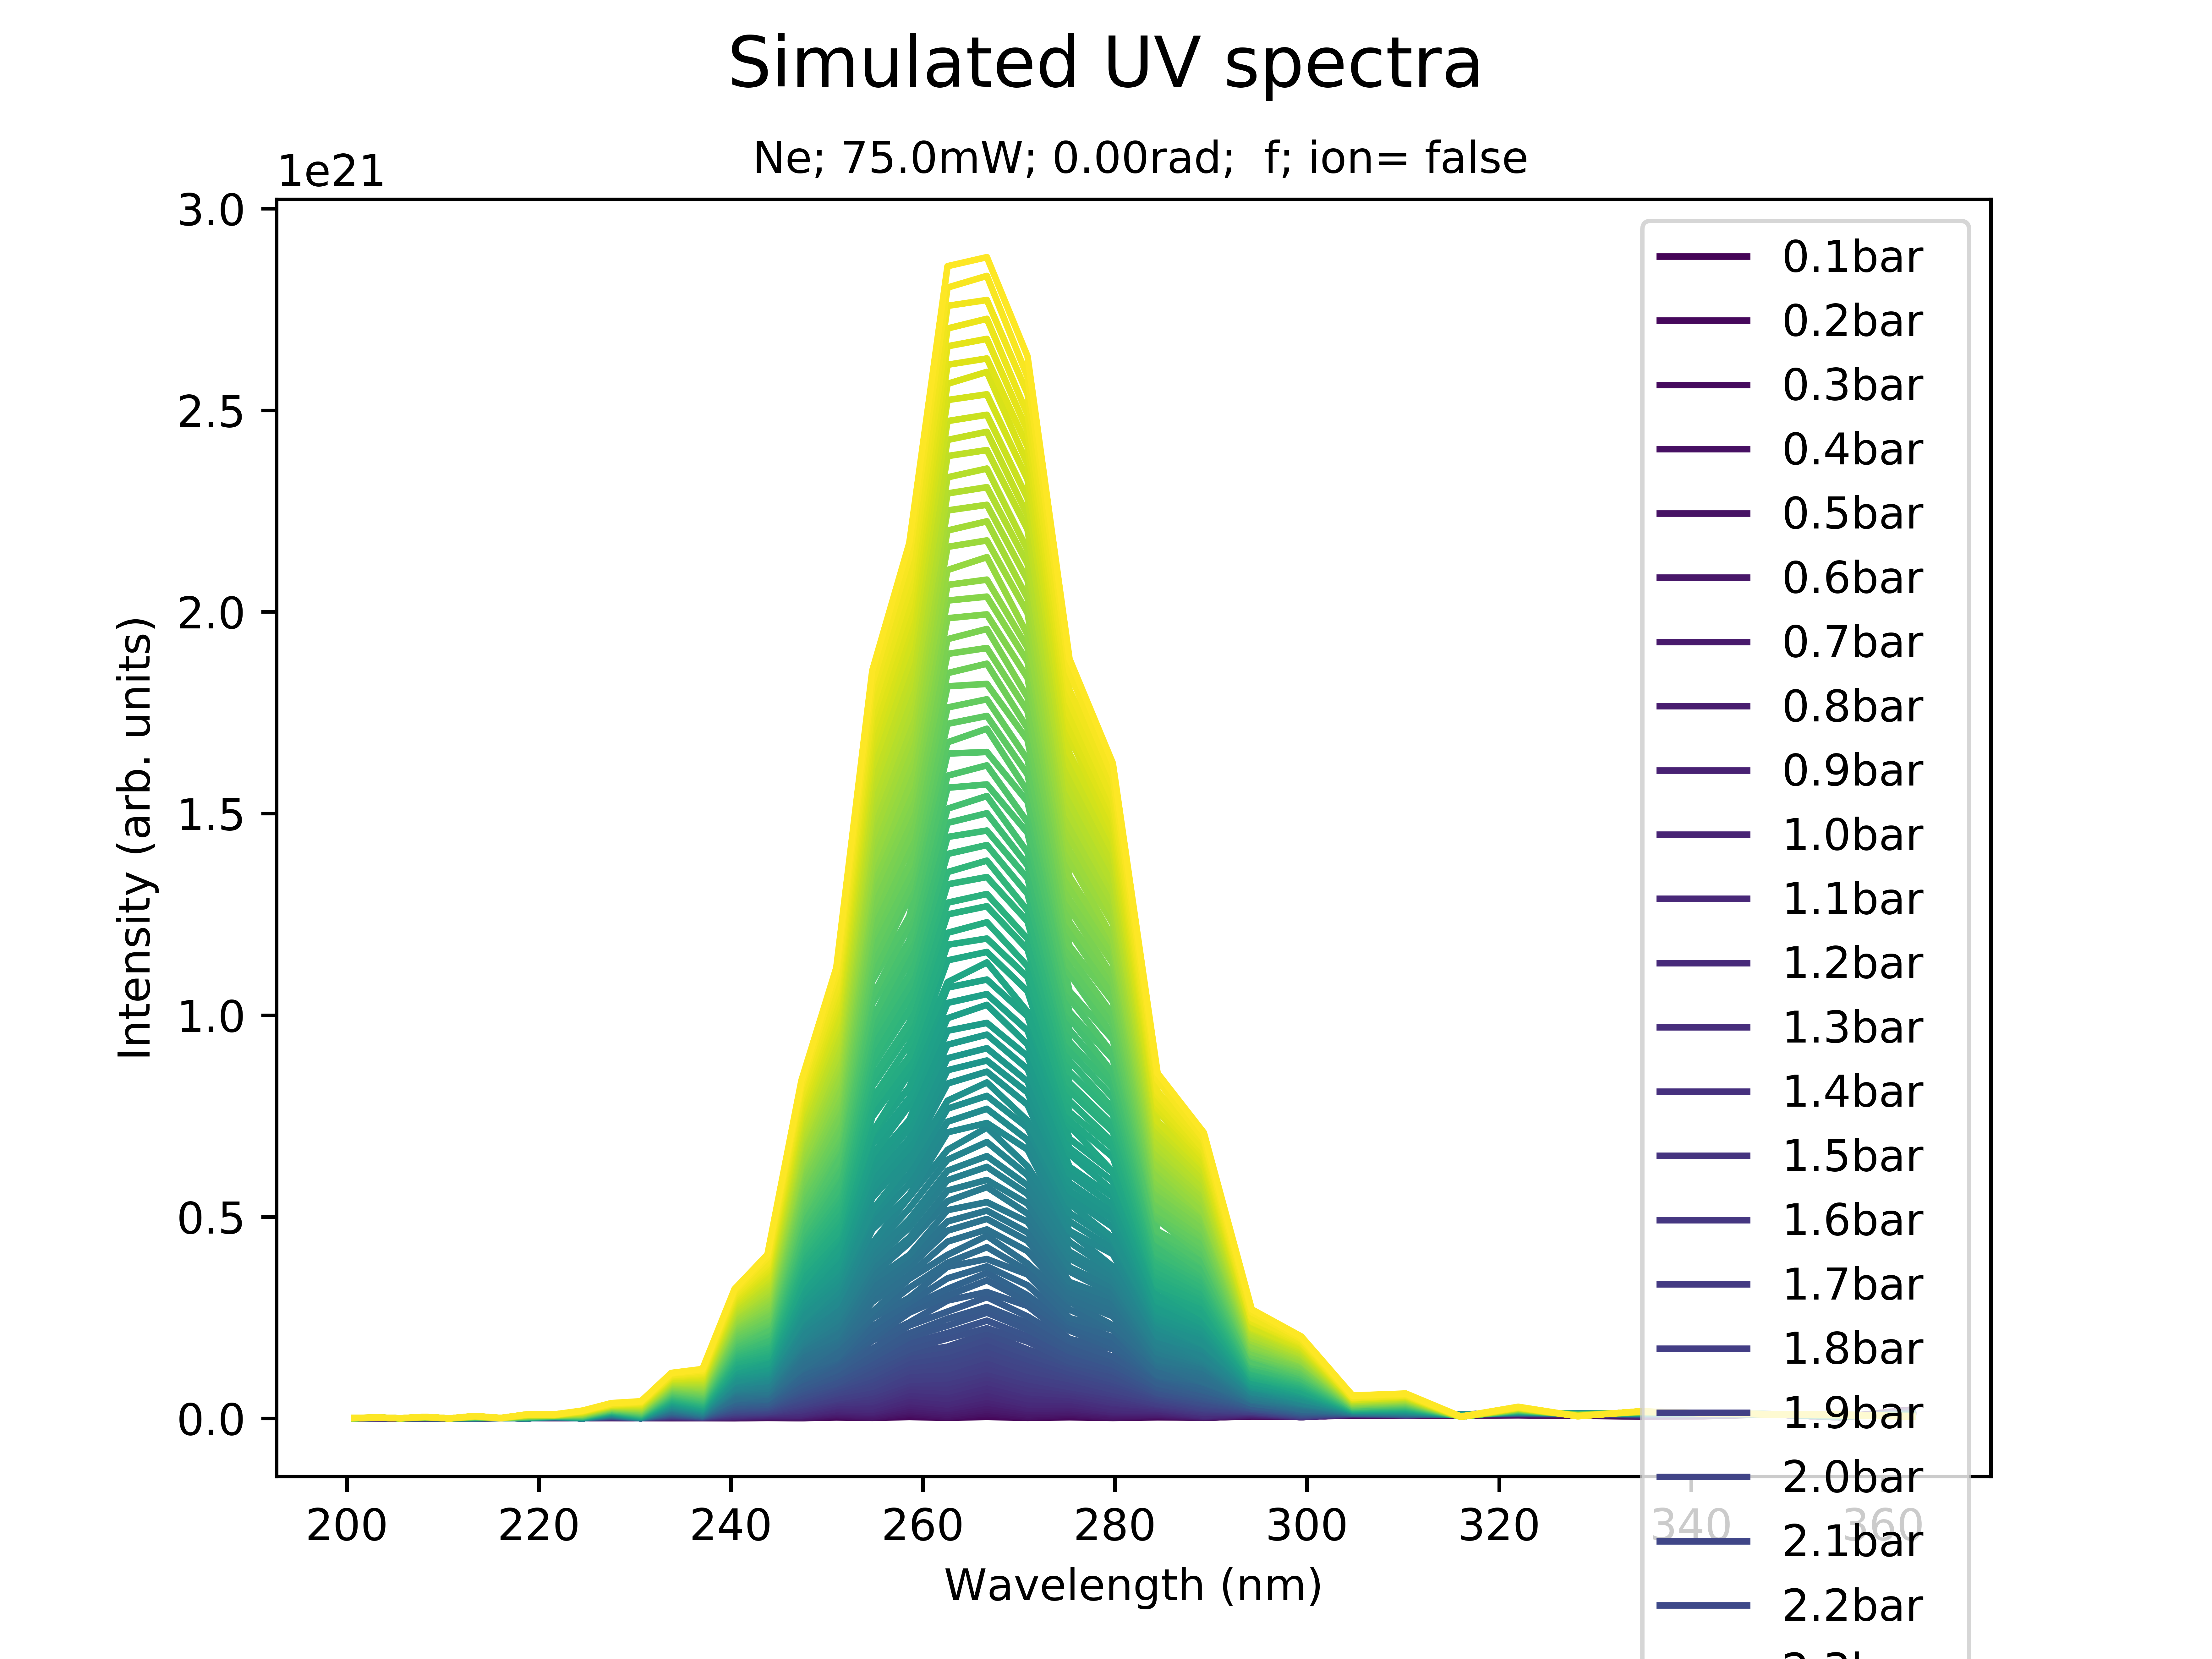 Simulated UV spectra
Ne; 75.0mW; 0.00rad;  f; ion= false
1e21
3.0
2.5
2.0
1.5
1.0
0.5
0.0
Intensity (arb. units)
200 220 240 260 280 300 320 340 360
Wavelength (nm)
0.1bar
0.2bar
0.3bar
0.4bar
0.5bar
0.6bar
0.7bar
0.8bar
0.9bar
1.0bar
1.1bar
1.2bar
1.3bar
1.4bar
1.5bar
1.6bar
1.7bar
1.8bar
1.9bar
2.0bar
2.1bar
2.2bar